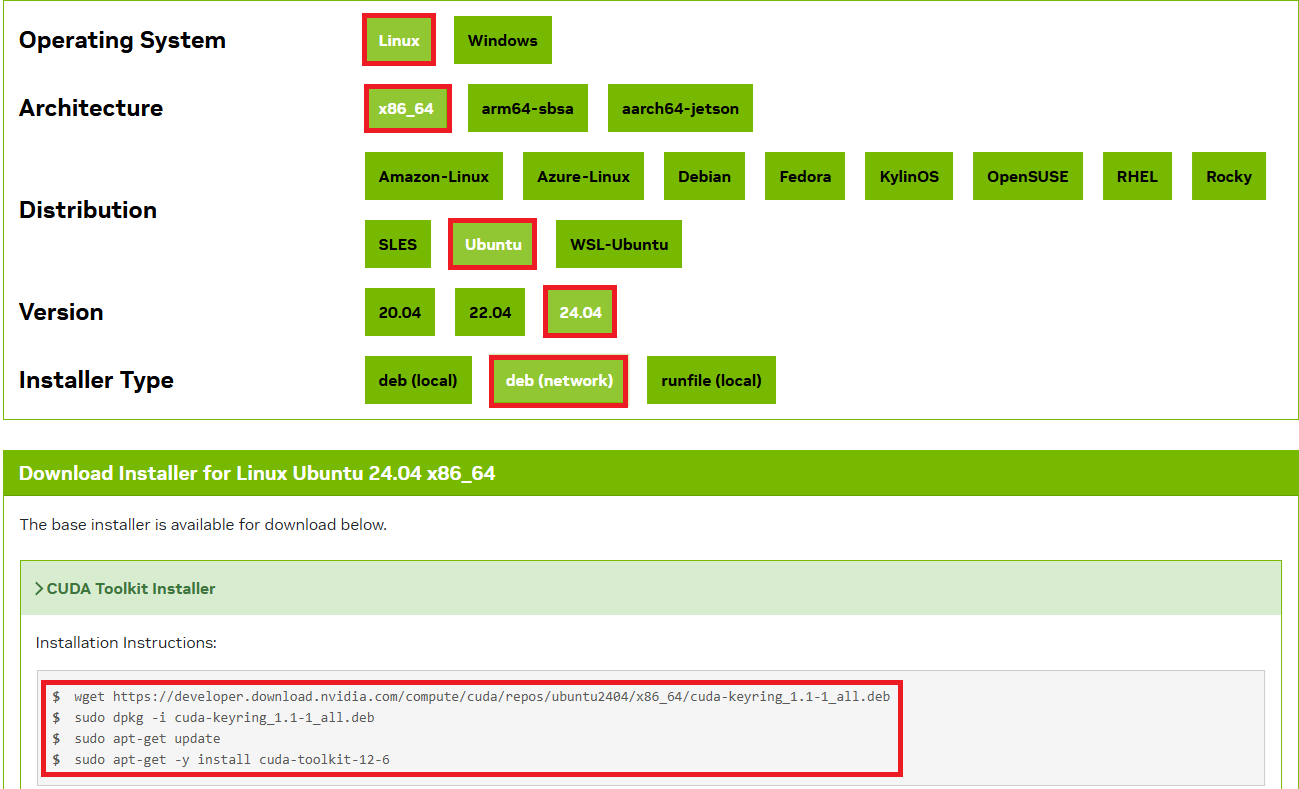 Operating System Linux Windows
Architecture x86_64 arm64-sbsa aarch64-jetson
Distribution
Amazon-Linux Azure-Linux Debian Fedora KylinOS OpenSUSE RHEL Rocky
SLES Ubuntu WSL-Ubuntu
Version 20.04 22.04 24.04
Installer Type deb (local) deb (network) runfile (local)
Download Installer for Linux Ubuntu 24.04 x86_64
The base installer is available for download below.
CUDA Toolkit Installer
Installation Instructions:
$ wget https://developer.download.nvidia.com/compute/cuda/repos/ubuntu2404/x86_64/cuda-keyring_1.1-1_all.deb
$ sudo dpkg -i cuda-keyring_1.1-1_all.deb
$ sudo apt-get update
$ sudo apt-get -y install cuda-toolkit-12-6